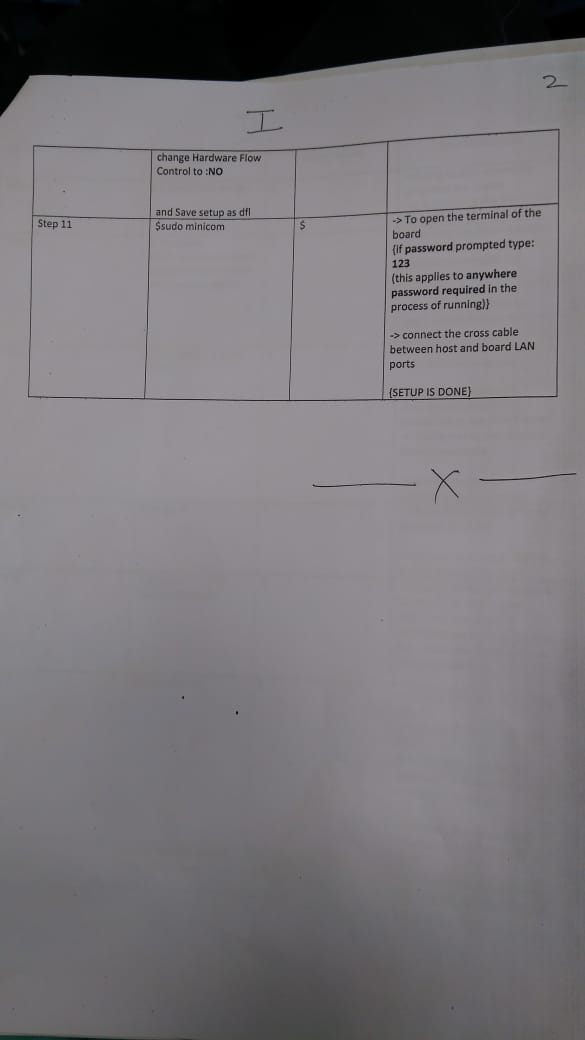 2
I
change Hardware Flow
Control to :NO
and Save setup as dfl
Step 11
$sudo minicom
$
-> To open the terminal of the
board
{if password prompted type:
123
(this applies to anywhere
password required in the
process of running)}
-> connect the cross cable
between host and board LAN
ports
{SETUP IS DONE}
— X —